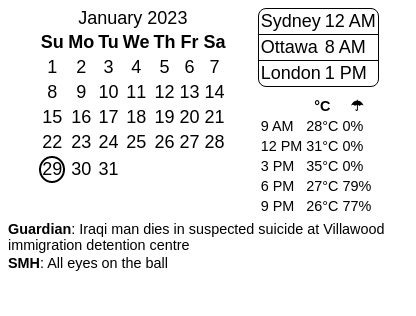 January 2023
Su Mo Tu We Th Fr Sa
1 2 3 4 5 6 7
8 9 10 11 12 13 14
15 16 17 18 19 20 21
22 23 24 25 26 27 28
29 30 31
Sydney 12 AM
Ottawa 8 AM
London 1 PM
°C ☂
9 AM 28°C 0%
12 PM 31°C 0%
3 PM 35°C 0%
6 PM 27°C 79%
9 PM 26°C 77%
Guardian: Iraqi man dies in suspected suicide at Villawood
immigration detention centre
SMH: All eyes on the ball